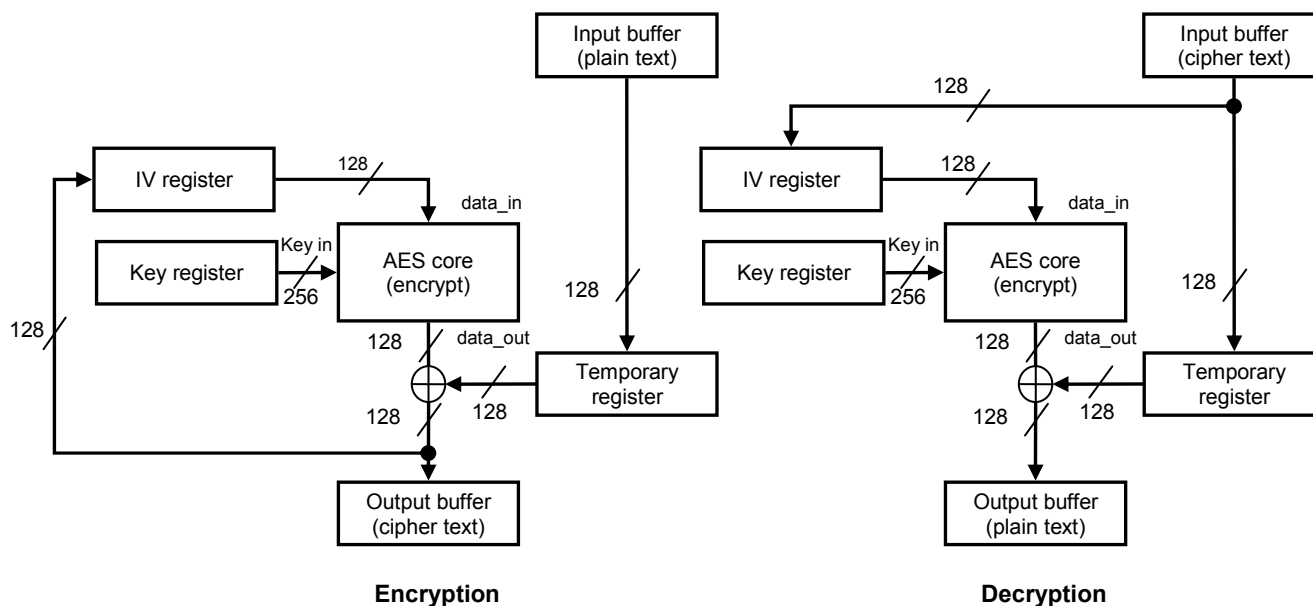 Input buffer
(plain text)
128
IV register
128
data_in
Key register
Key in
256
AES core
(encrypt)
128
128
128
data_out
128
Temporary
register
128
Output buffer
(cipher text)
Encryption
Input buffer
(cipher text)
128
IV register
128
data_in
Key register
Key in
256
AES core
(encrypt)
128
128
data_out
128
Temporary
register
128
Output buffer
(plain text)
Decryption